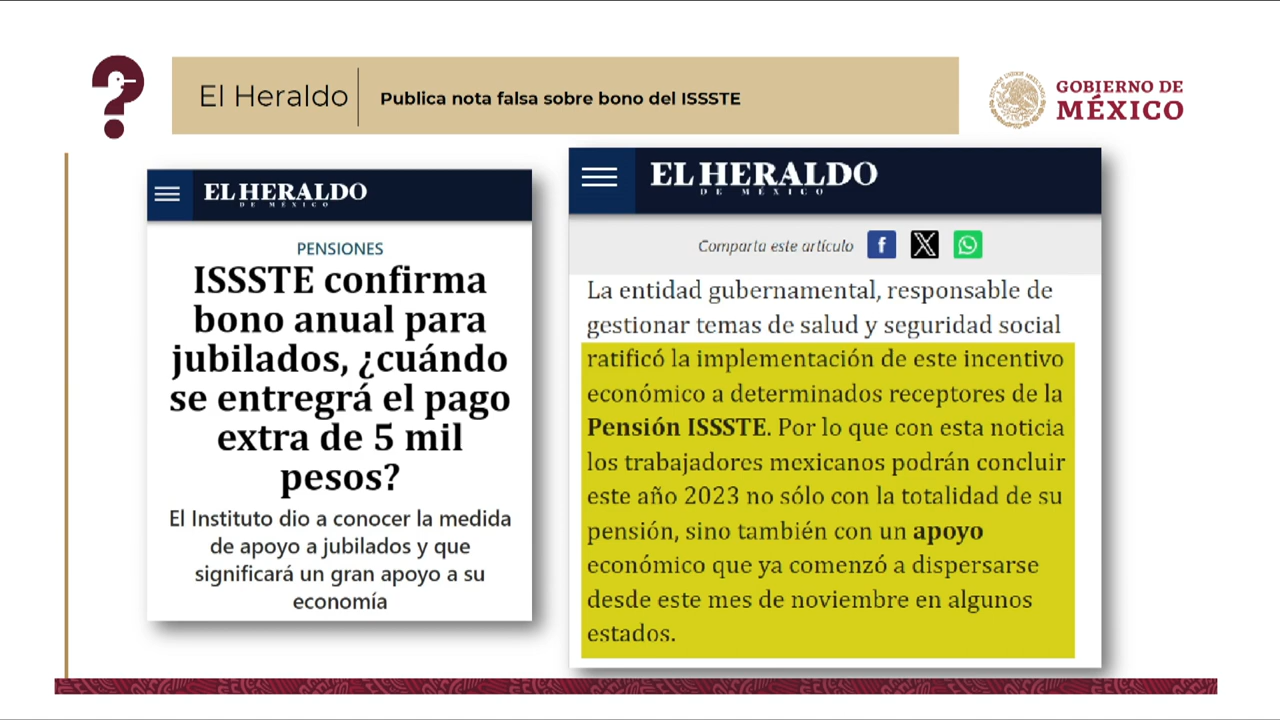 El Heraldo
Publica nota falsa sobre bono del ISSSTE
GOBIERNO DE
MÉXICO
EL HERALDO
DE MÉXICO
PENSIONES
ISSSTE confirma
bono anual para
jubilados, ¿cuándo
se entregrá el pago
extra de 5 mil
pesos?
El Instituto dio a conocer la medida
de apoyo a jubilados y que
significará un gran apoyo a su
economía
EL HERALDO
DE MÉXICO
Comparta este artículo
La entidad gubernamental, responsable de
gestionar temas de salud y seguridad social
ratificó la implementación de este incentivo
económico a determinados receptores de la
Pensión ISSSTE. Por lo que con esta noticia
los trabajadores mexicanos podrán concluir
este año 2023 no sólo con la totalidad de su
pensión, sino también con un apoyo
económico que ya comenzó a dispersarse
desde este mes de noviembre en algunos
estados.